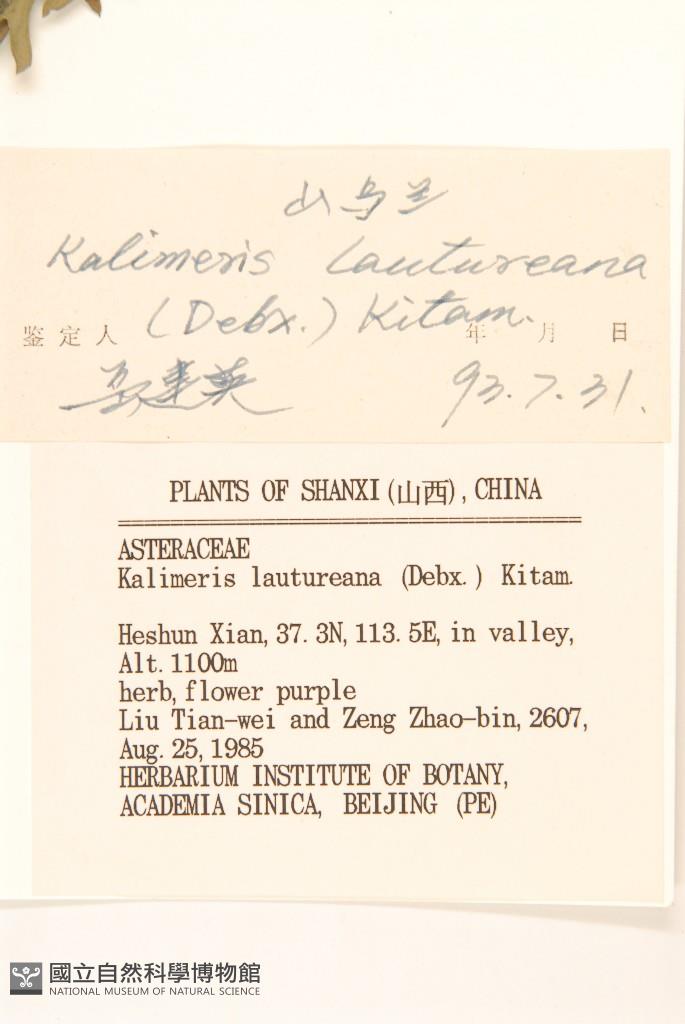 山马兰
Kalimeris lautureana
(Debx.) Kitam.
鉴定人 年 月 日
93.7.31.
PLANTS OF SHANXI (山西), CHINA
ASTERACEAE
Kalimeris lautureana (Debx.) Kitam.
Heshun Xian, 37.3N, 113.5E, in valley,
Alt. 1100m
herb, flower purple
Liu Tian-wei and Zeng Zhao-bin, 2607,
Aug. 25, 1985
HERBARIUM INSTITUTE OF BOTANY,
ACADEMIA SINICA, BEIJING (PE)
國立自然科學博物館
NATIONAL MUSEUM OF NATURAL SCIENCE